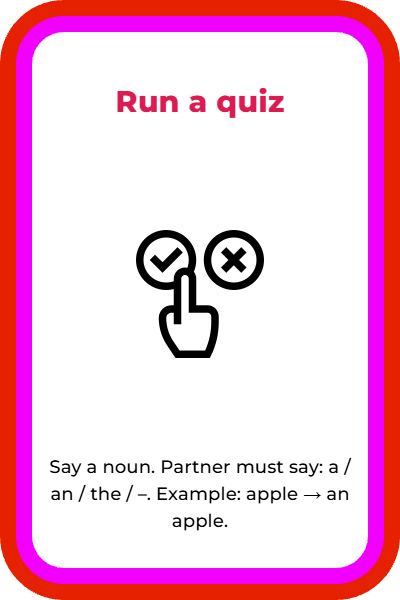 Run a quiz
Say a noun. Partner must say: a /
an / the / –. Example: apple → an
apple.